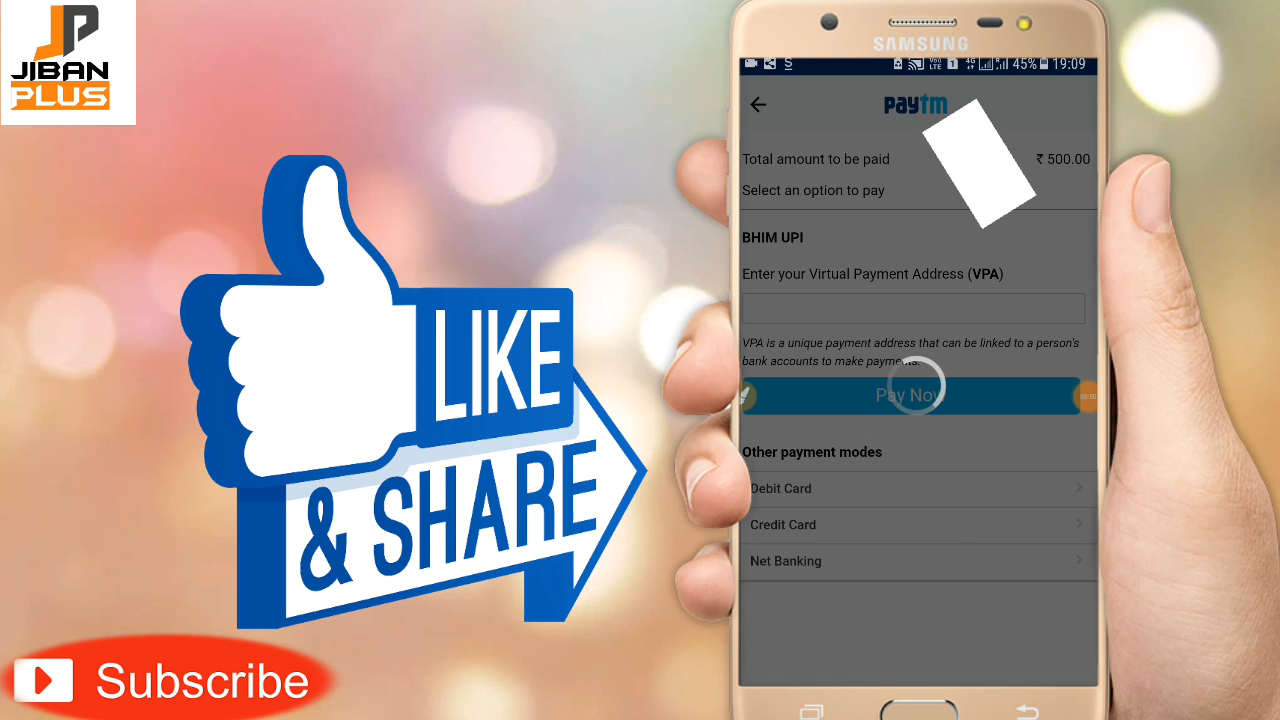 JIBAN
PLUS
LIKE
& SHARE
Subscribe
SAMSUNG
45% 19:09
paytm
Total amount to be paid ₹ 500.00
Select an option to pay
BHIM UPI
Enter your Virtual Payment Address (VPA)
VPA is a unique payment address that can be linked to a person's
bank accounts to make payments.
Pay Now
Other payment modes
Debit Card
Credit Card
Net Banking